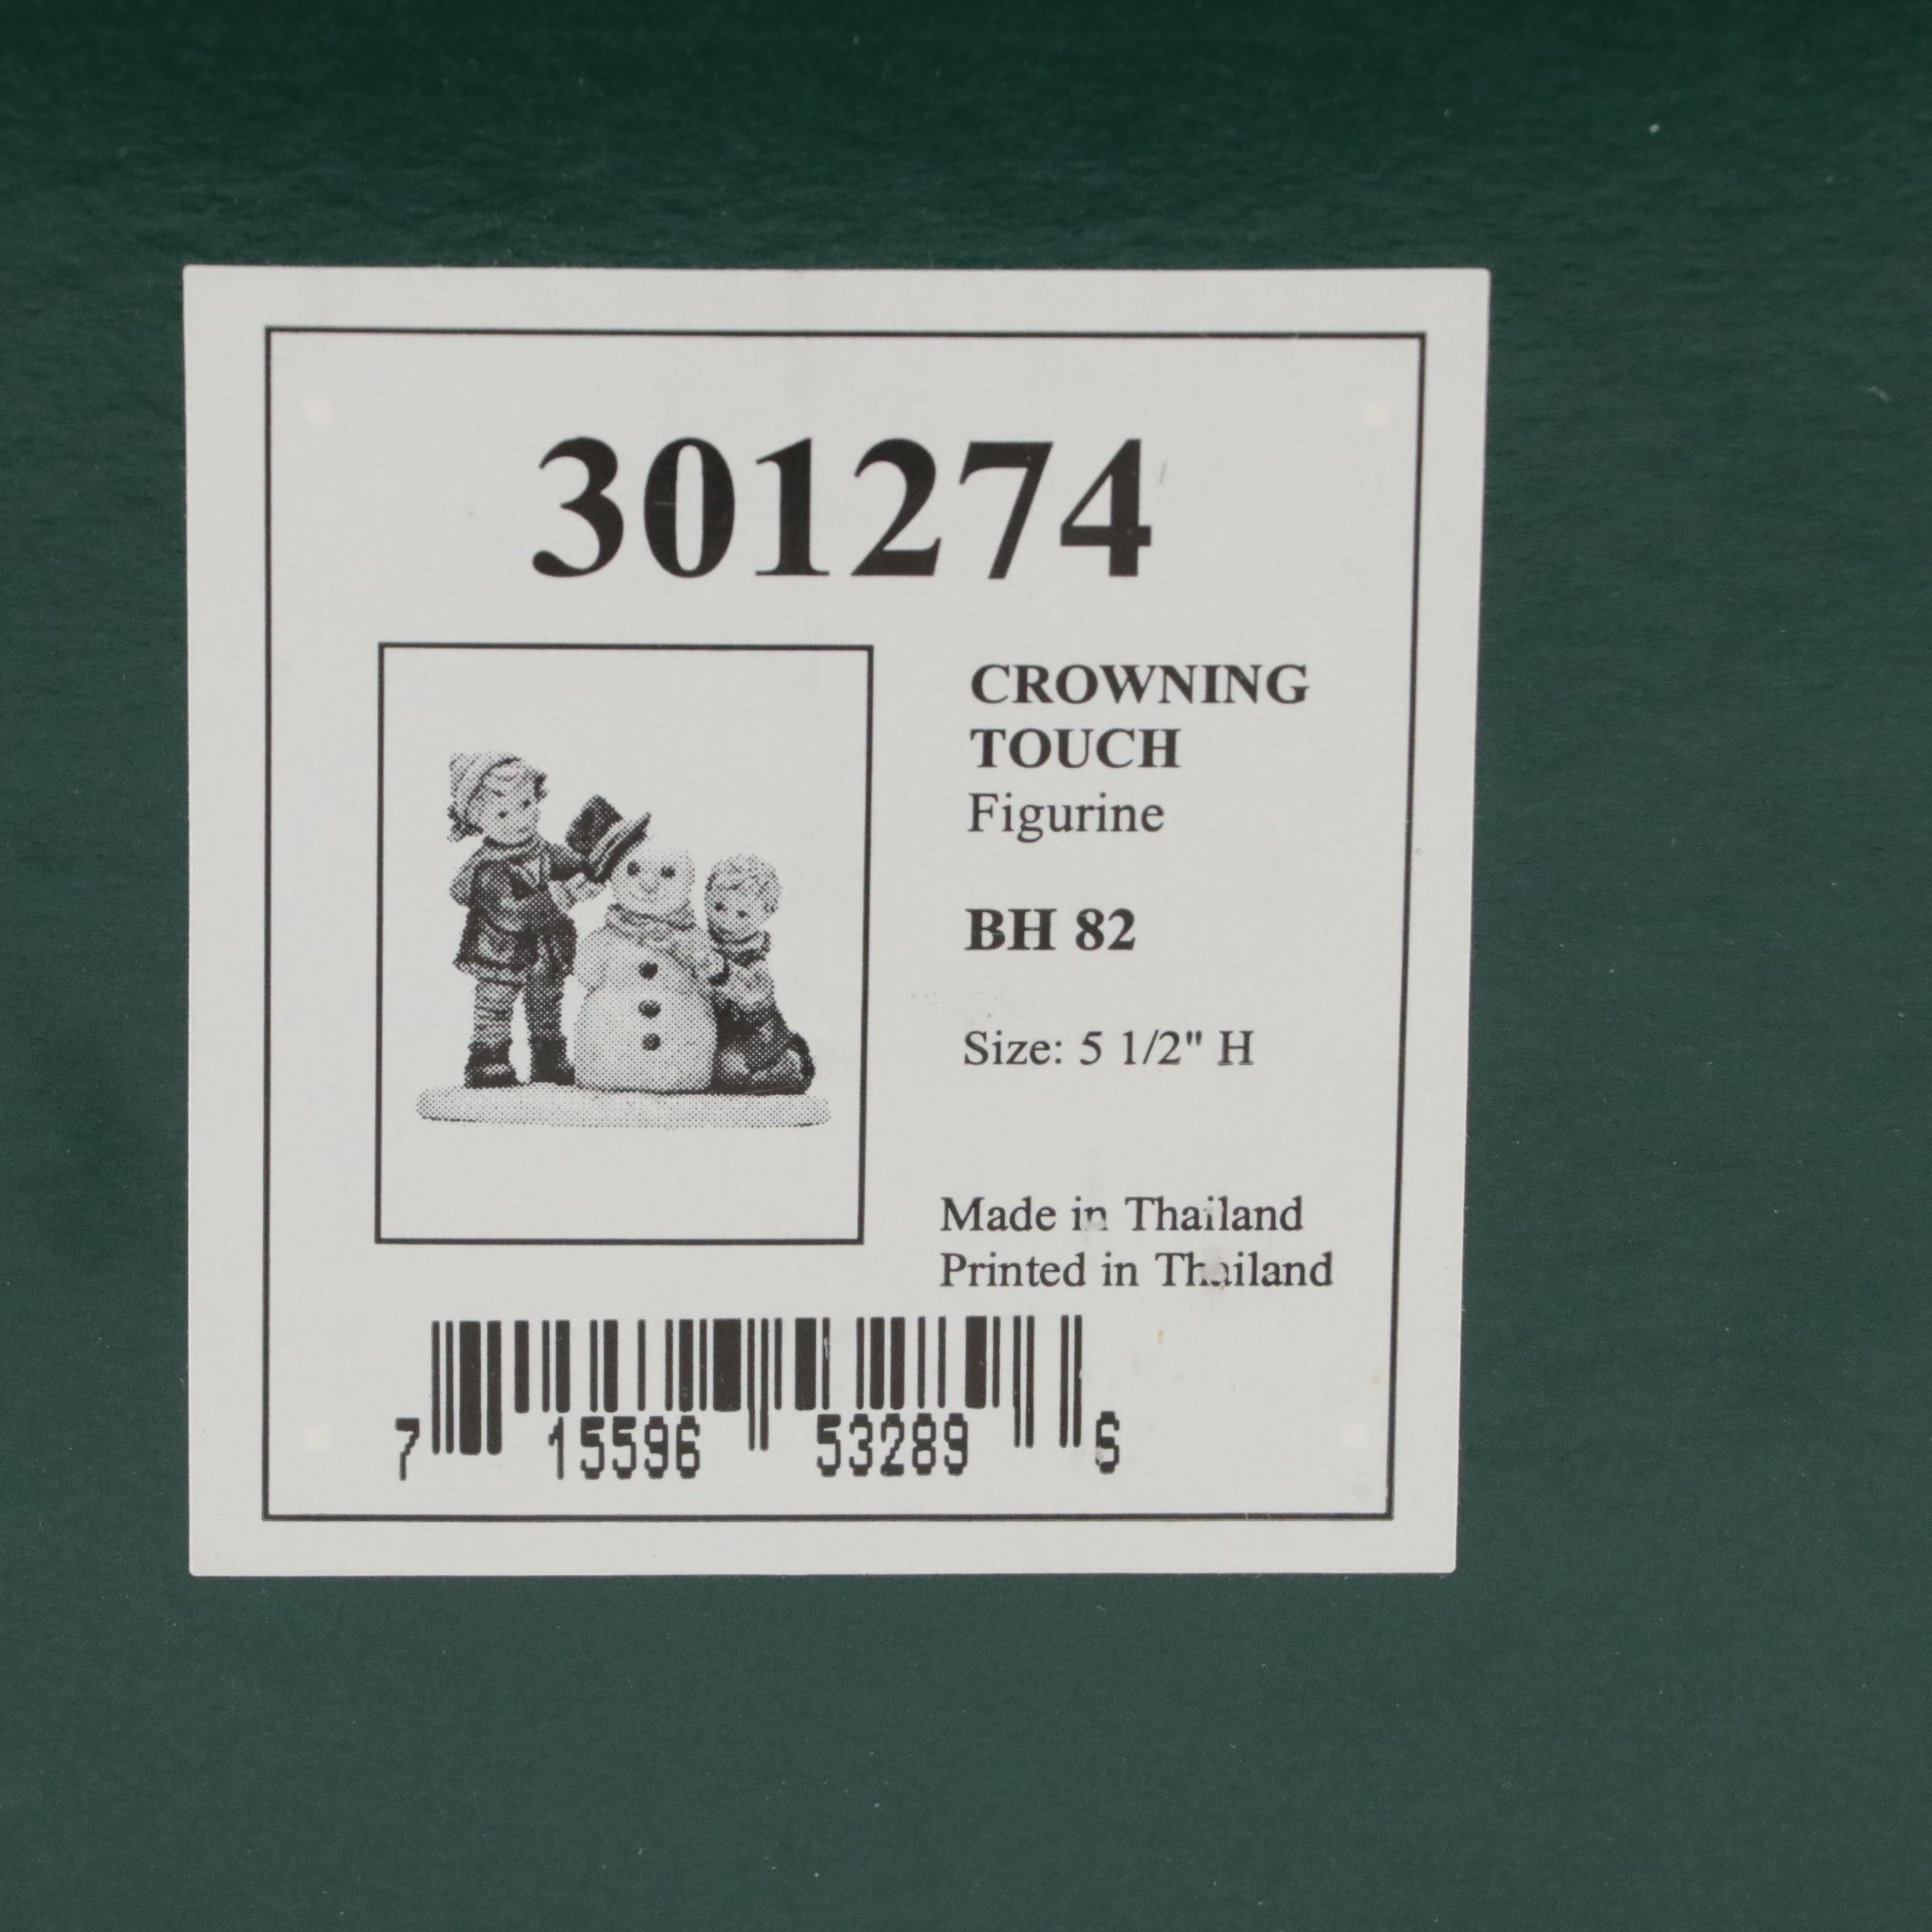 301274
CROWNING
TOUCH
Figurine
BH 82
Size: 5 1/2" H
Made in Thailand
Printed in Thailand
7 15596 53289 6